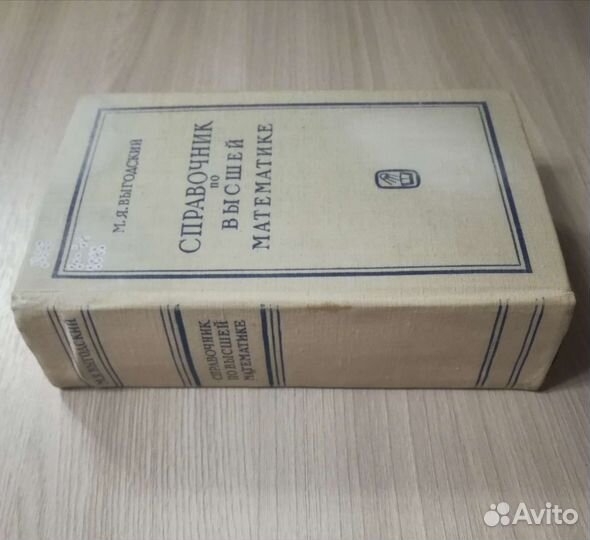 М.Я.ВЫГОДСКИЙ
СПРАВОЧНИК
ПО
ВЫСШЕЙ
МАТЕМАТИКЕ
М.Я.ВЫГОДСКИЙ
СПРАВОЧНИК
ПО ВЫСШЕЙ
МАТЕМАТИКЕ
Avito